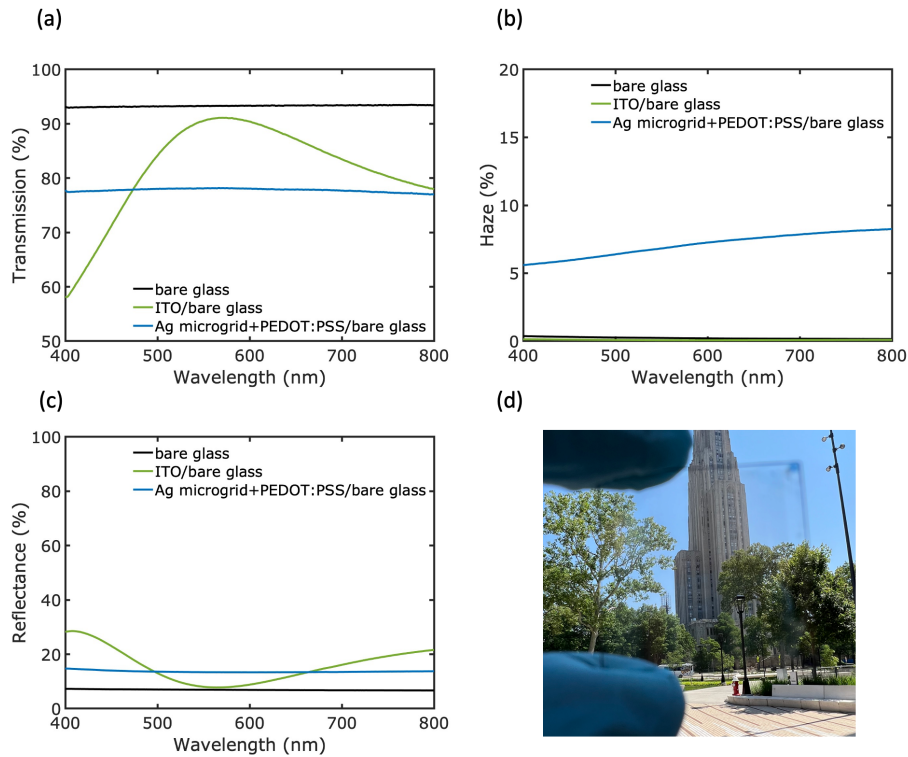 (a)
(b)
100
90
80
70
60
50
Transmission (%)
bare glass
ITO/bare glass
Ag microgrid+PEDOT:PSS/bare glass
400 500 600 700 800
Wavelength (nm)
20
15
10
5
0
Haze (%)
bare glass
ITO/bare glass
Ag microgrid+PEDOT:PSS/bare glass
400 500 600 700 800
Wavelength (nm)
(c)
(d)
100
80
60
40
20
0
Reflectance (%)
bare glass
ITO/bare glass
Ag microgrid+PEDOT:PSS/bare glass
400 500 600 700 800
Wavelength (nm)